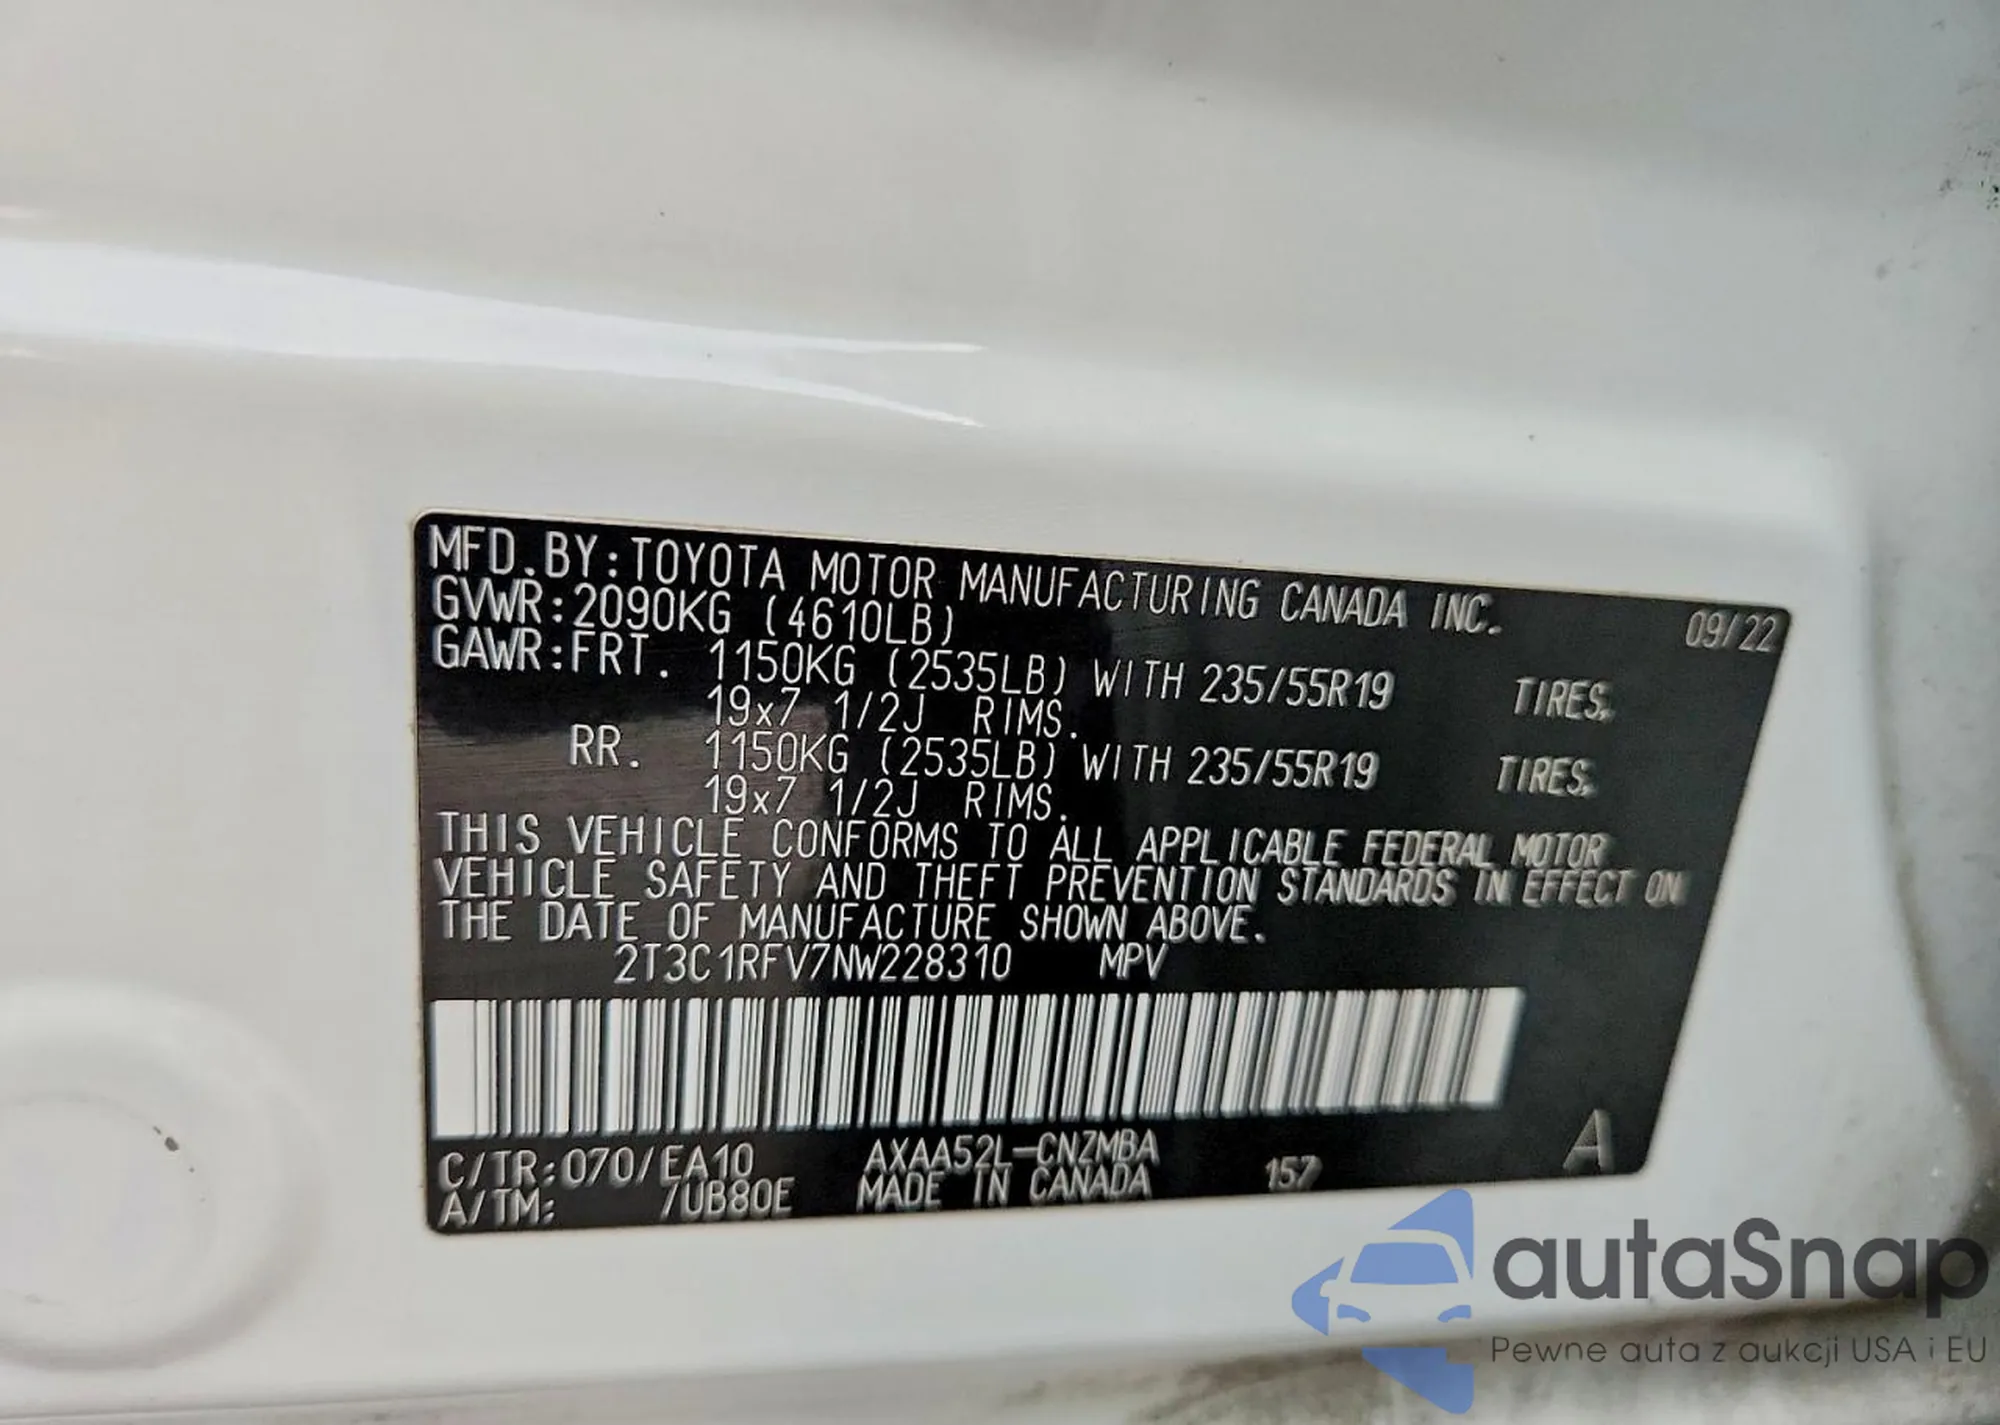 MFD.BY:TOYOTA MOTOR MANUFACTURING CANADA INC. 09/22
GVWR:2090KG (4610LB)
GAWR:FRT. 1150KG (2535LB) WITH 235/55R19 TIRES,
19x7 1/2J RIMS.
RR. 1150KG (2535LB) WITH 235/55R19 TIRES,
19x7 1/2J RIMS.
THIS VEHICLE CONFORMS TO ALL APPLICABLE FEDERAL MOTOR
VEHICLE SAFETY AND THEFT PREVENTION STANDARDS IN EFFECT ON
THE DATE OF MANUFACTURE SHOWN ABOVE.
2T3C1RFV7NW228310 MPV
C/TR:070/EA10 AXAA52L-CNZMBA
A/TM: /UB80E MADE IN CANADA 157 A
autaSnap
Pewne auta z aukcji USA i EU